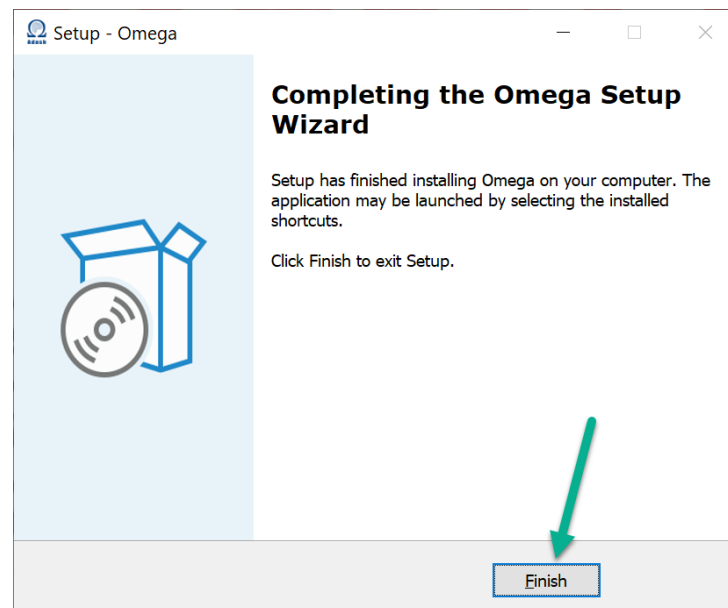 Setup - Omega
Completing the Omega Setup
Wizard
Setup has finished installing Omega on your computer. The
application may be launched by selecting the installed
shortcuts.
Click Finish to exit Setup.
Finish